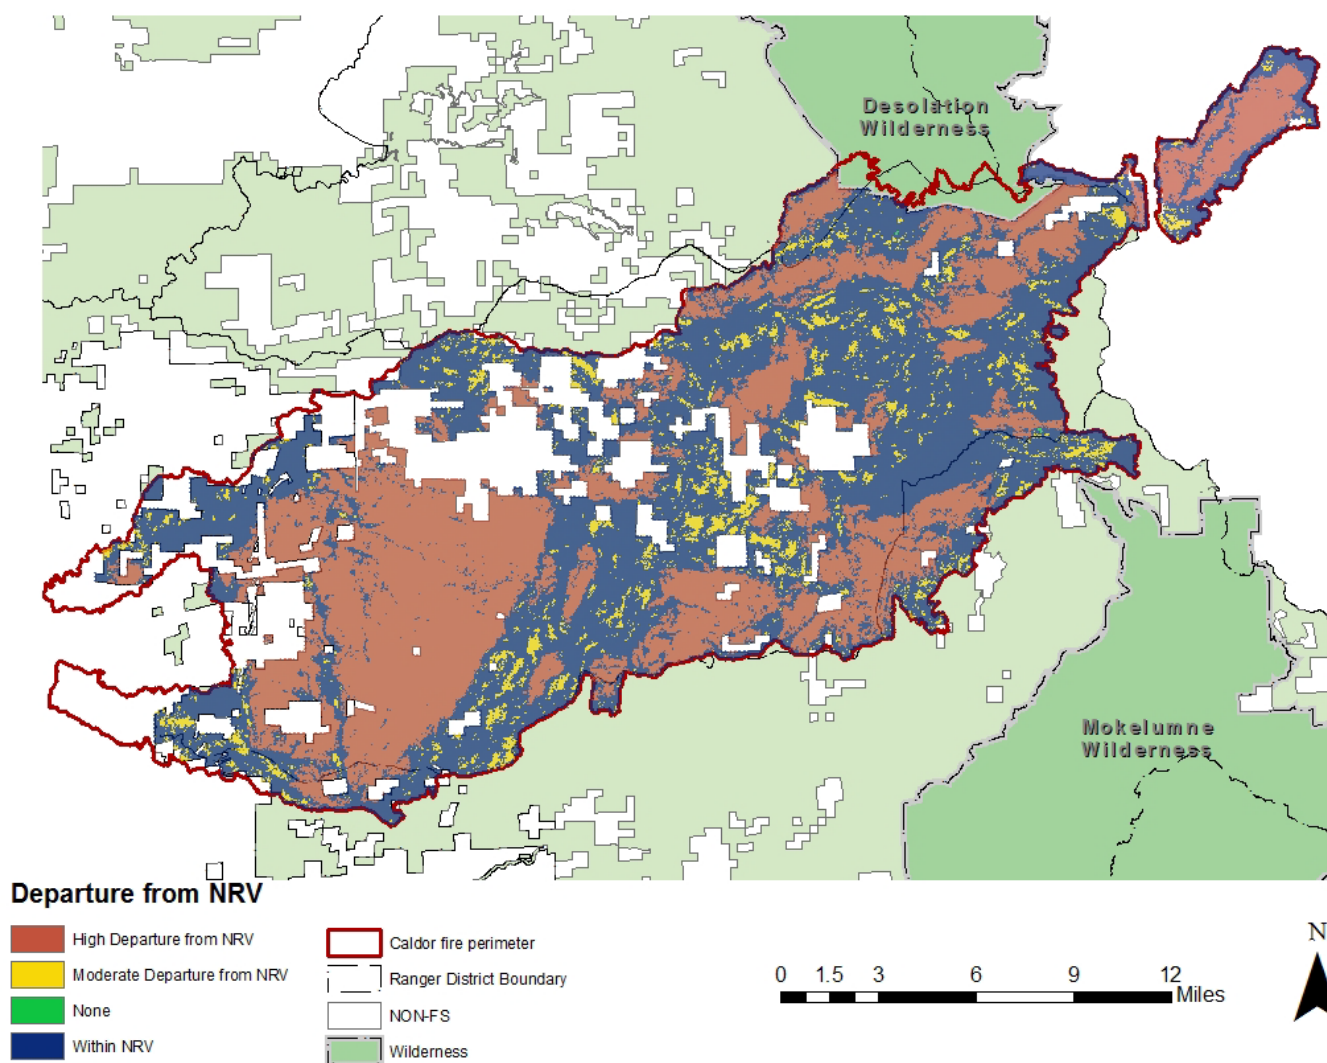 Desolation
Wilderness
Mokelumne
Wilderness
Departure from NRV
High Departure from NRV
Moderate Departure from NRV
None
Within NRV
Caldor fire perimeter
Ranger District Boundary
NON-FS
Wilderness
0 1.5 3 6 9 12
Miles
N